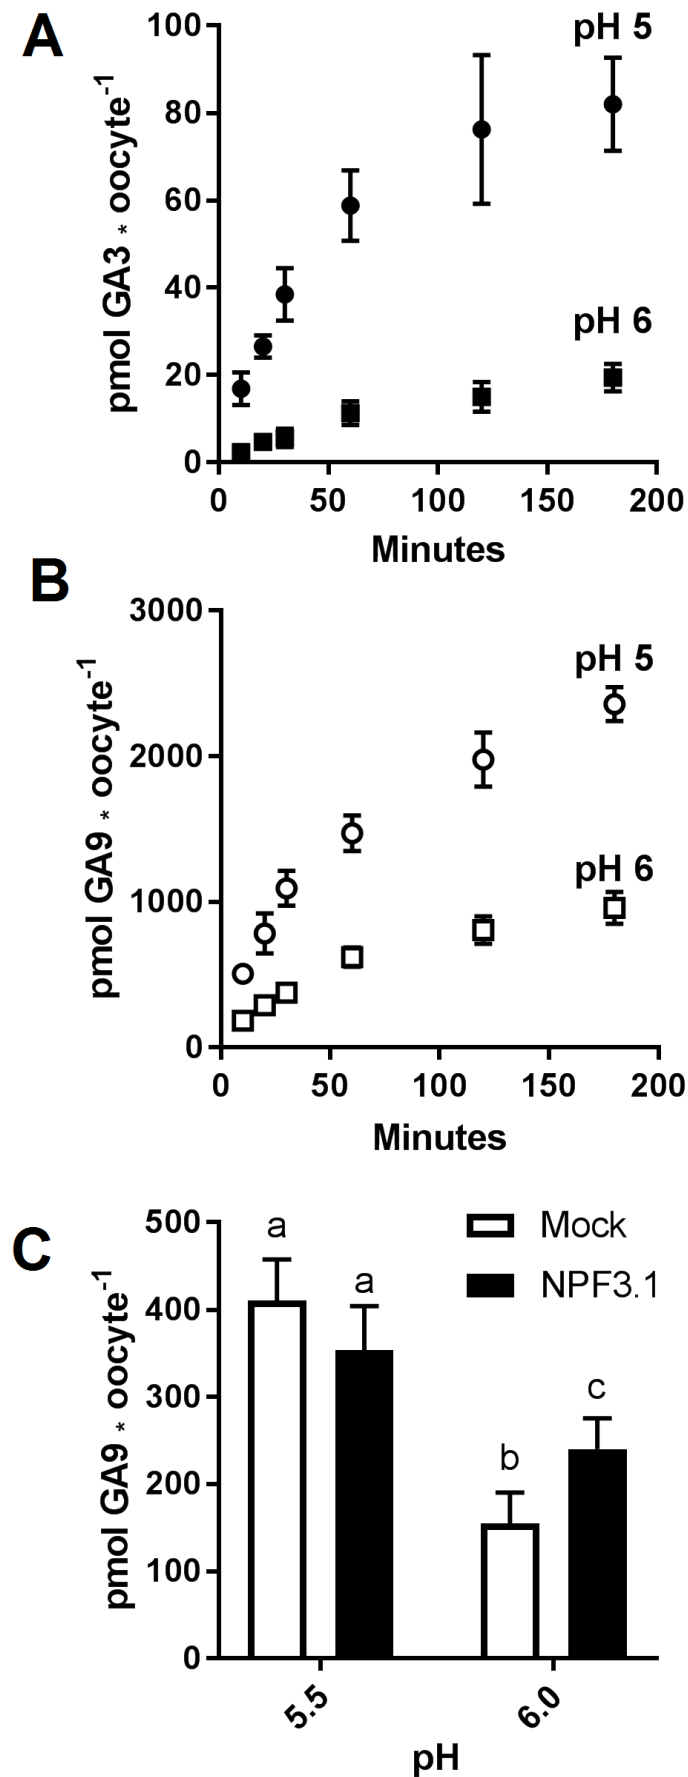 A
pmol GA3 * oocyte-1
100
80
60
40
20
0
pH 5
pH 6
0 50 100 150 200
Minutes
B
pmol GA9 * oocyte-1
3000
2000
1000
0
pH 5
pH 6
0 50 100 150 200
Minutes
C
pmol GA9 * oocyte-1
500
400
300
200
100
0
Mock
NPF3.1
a
a
b
c
5.5 6.0
pH